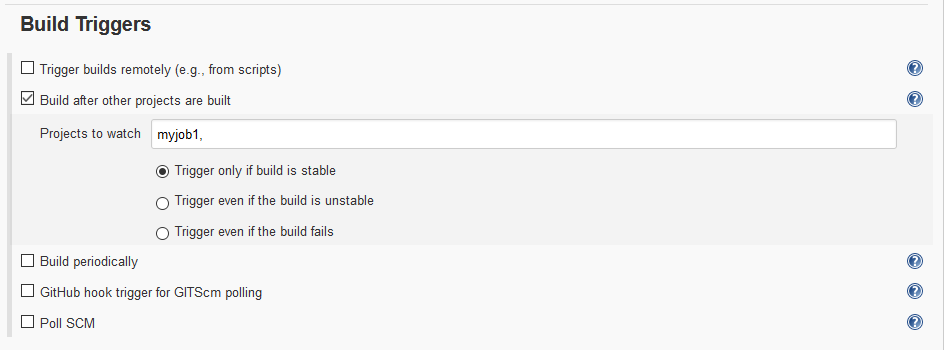 Build Triggers
Trigger builds remotely (e.g., from scripts)
Build after other projects are built
Projects to watch myjob1,
Trigger only if build is stable
Trigger even if the build is unstable
Trigger even if the build fails
Build periodically
GitHub hook trigger for GITScm polling
Poll SCM